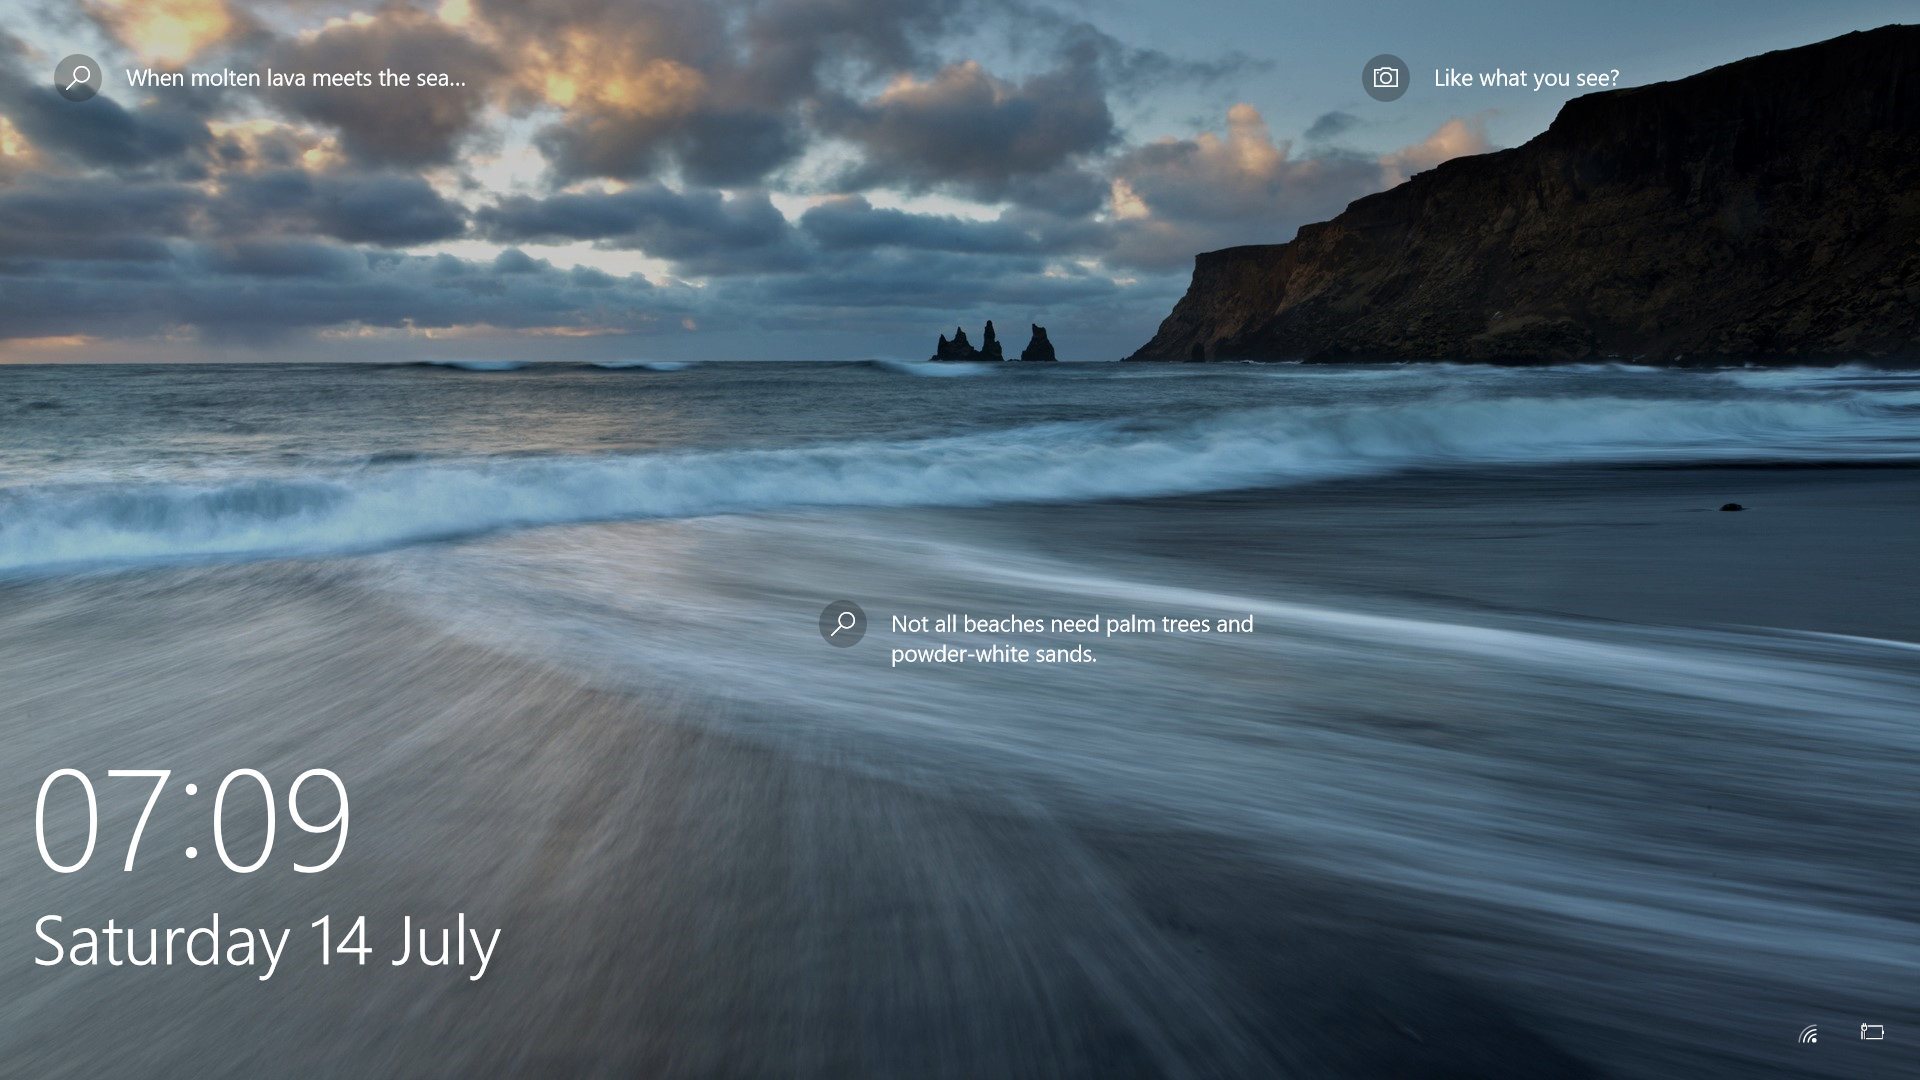 When molten lava meets the sea...
Like what you see?
Not all beaches need palm trees and
powder-white sands.
07:09
Saturday 14 July